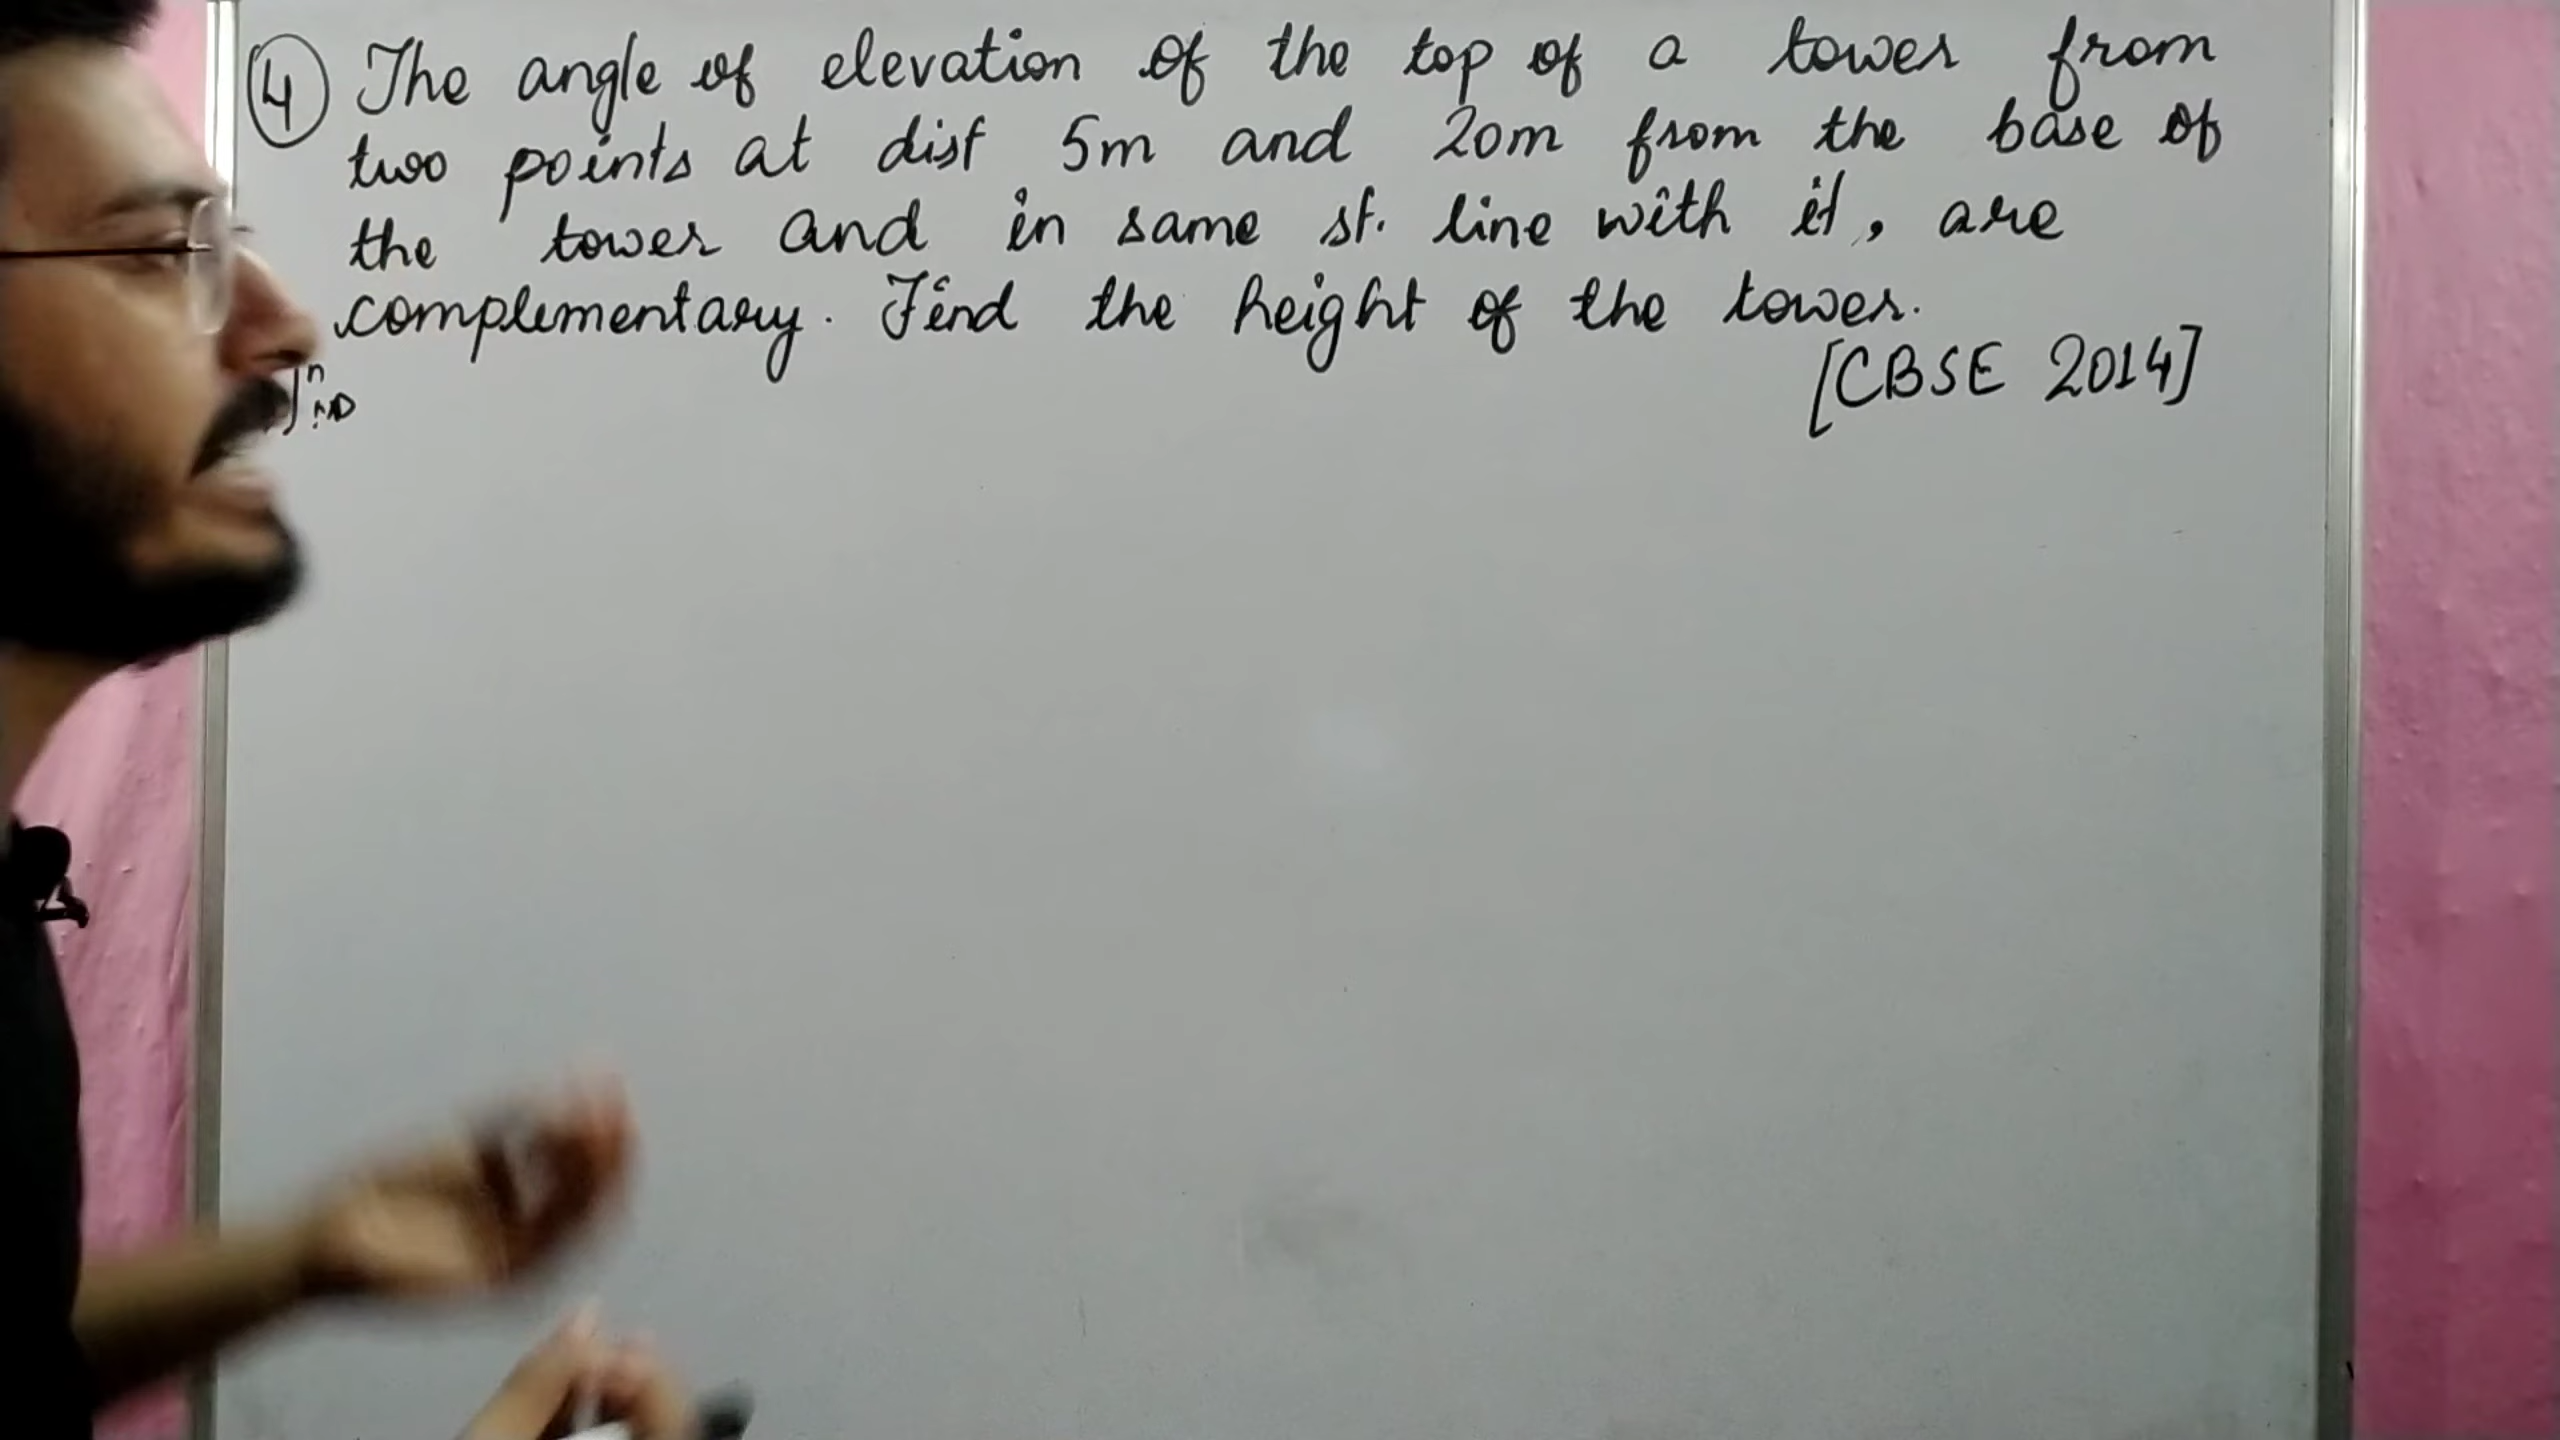 ④ The angle of elevation of the top of a tower from
two points at dist 5m and 20m from the base of
the tower and in same st. line with it, are
complementary. Find the height of the tower.
[CBSE 2014]